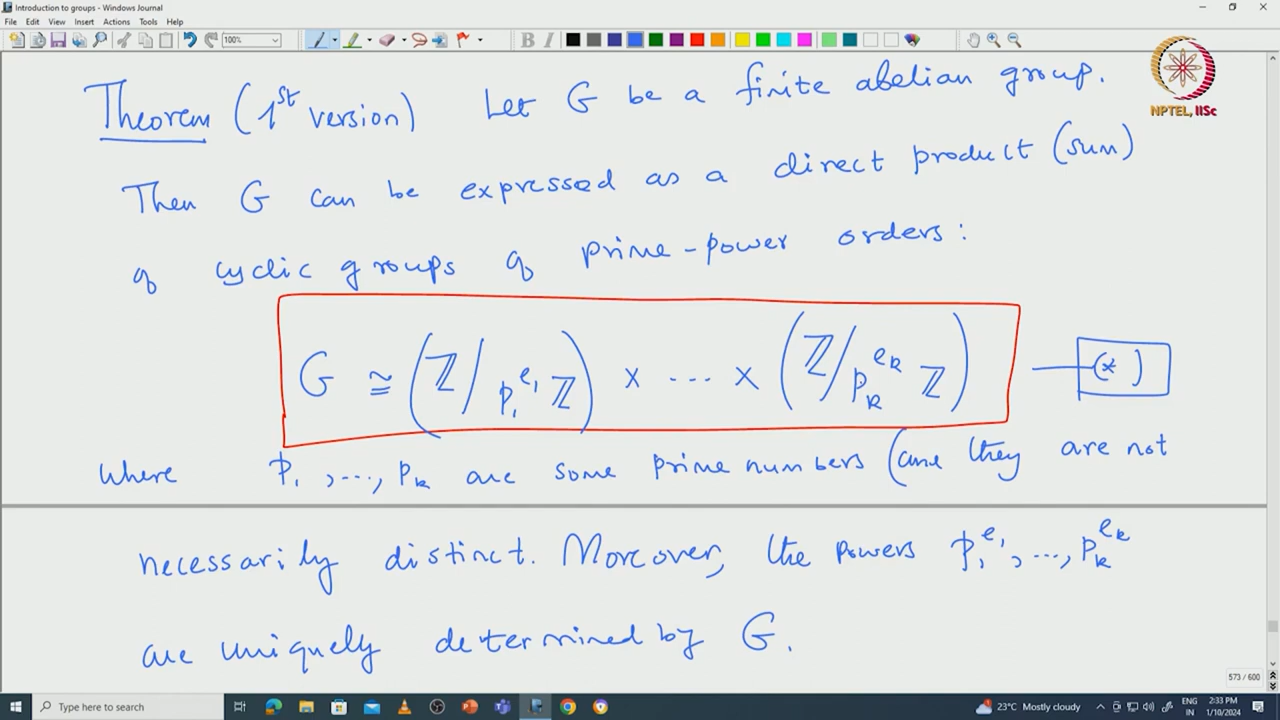 Introduction to groups - Windows Journal
File Edit View Insert Actions Tools Help
100%
NPTEL, IISc
Theorem (1st version) Let G be a finite abelian group.
Then G can be expressed as a direct product (sum)
of cyclic groups of prime-power orders:
G ≅ (ℤ/p₁^{e₁}ℤ) × ... × (ℤ/p_k^{e_k}ℤ) — (*)
where p₁, ..., p_k are some prime numbers (and they are not
necessarily distinct. Moreover, the powers p₁^{e₁}, ..., p_k^{e_k}
are uniquely determined by G.
573 / 600
Type here to search
23°C Mostly cloudy
ENG
IN
2:33 PM
1/10/2024